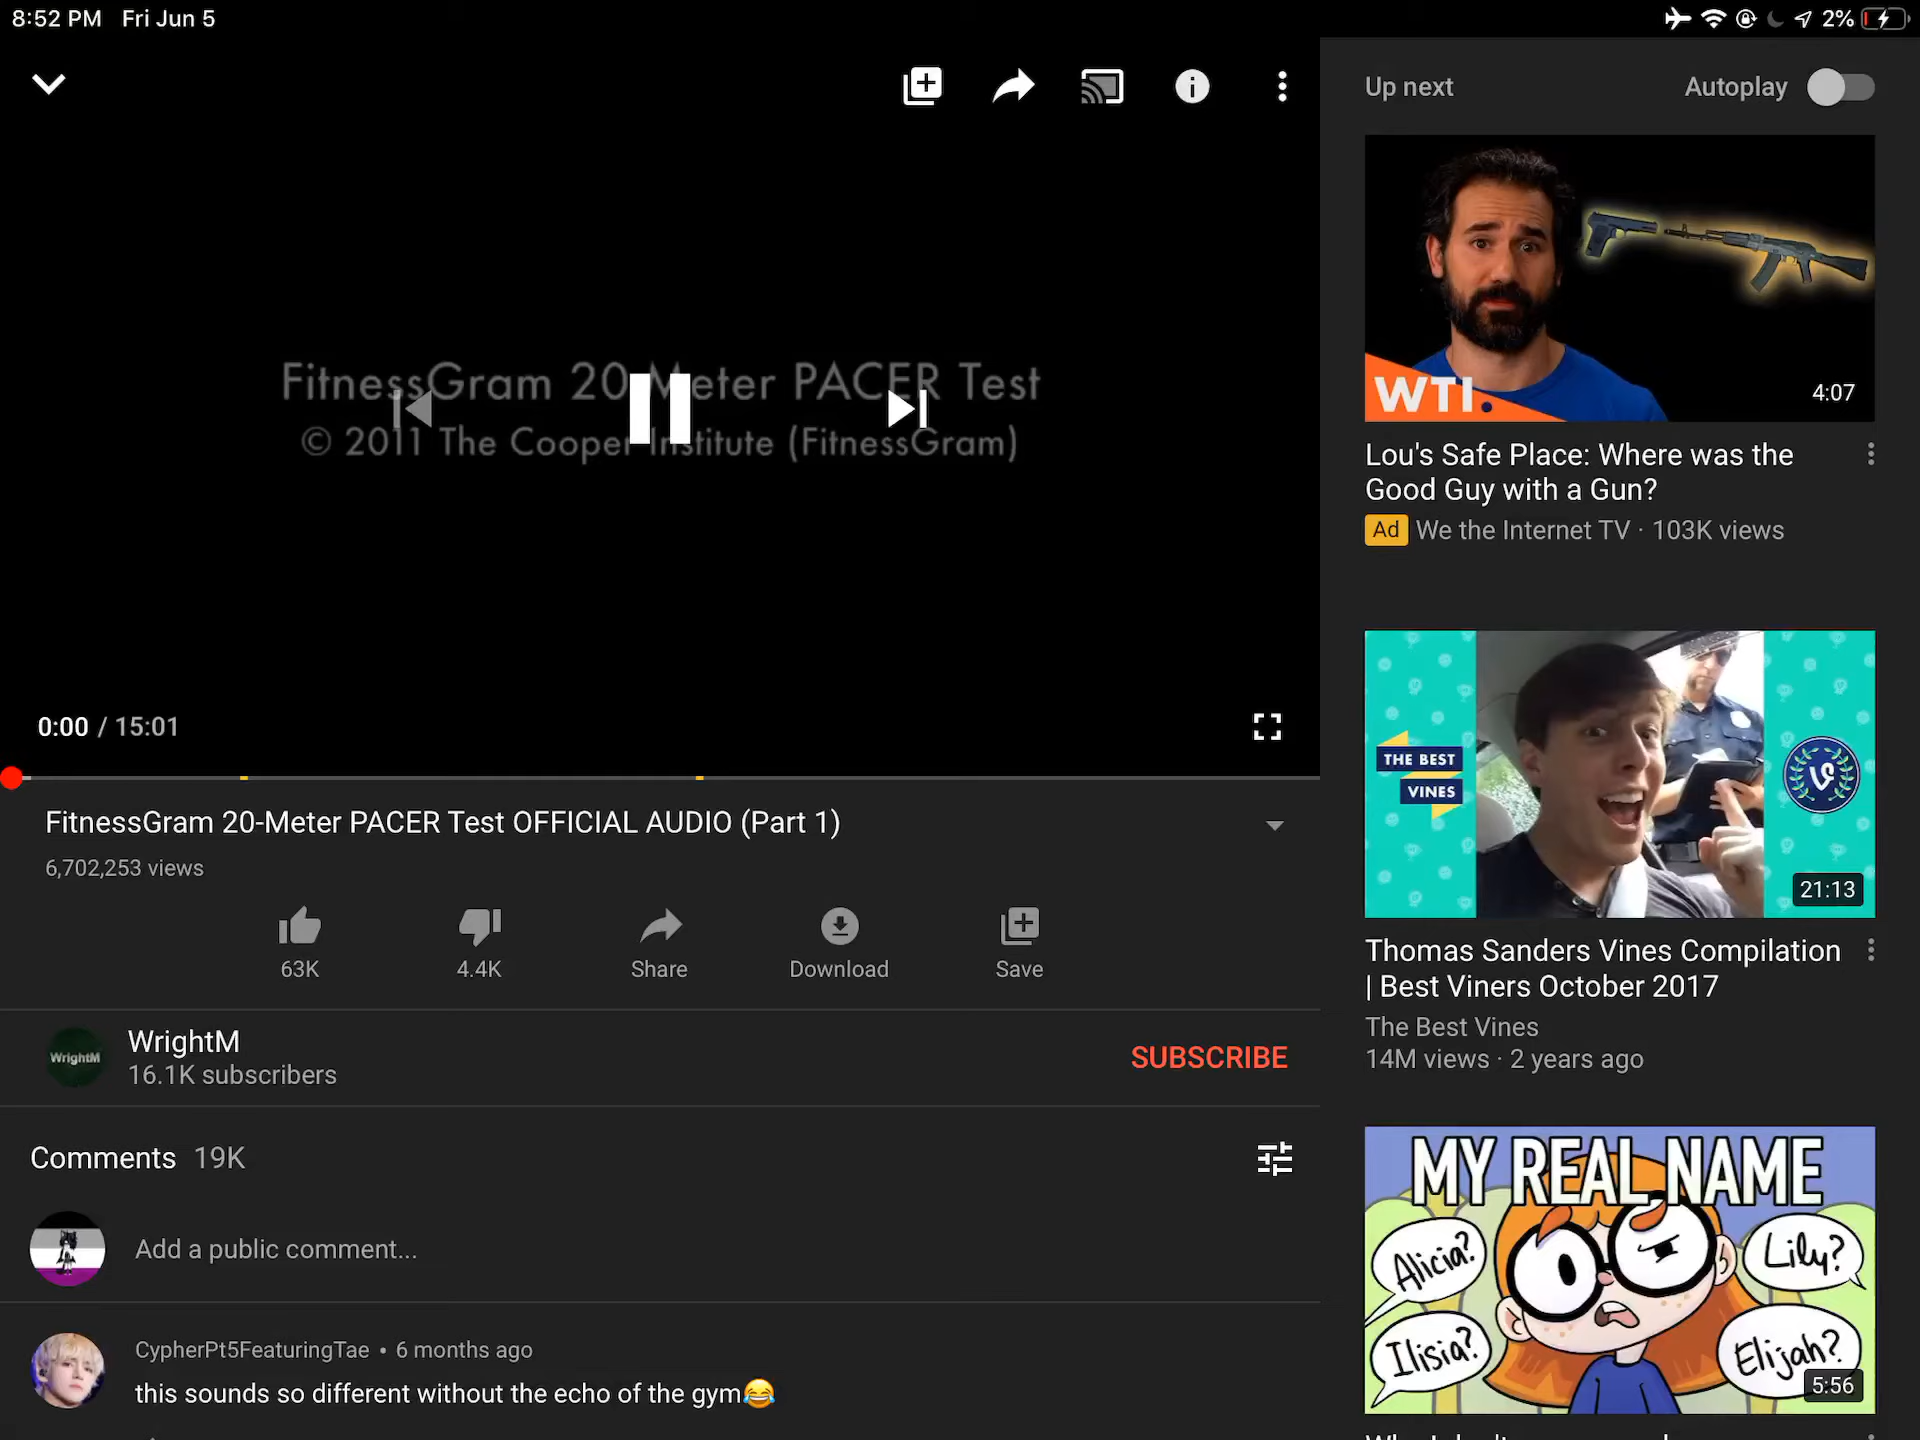 8:52 PM Fri Jun 5
2%
Up next
Autoplay
FitnessGram 20-Meter PACER Test
© 2011 The Cooper Institute (FitnessGram)
0:00 / 15:01
FitnessGram 20-Meter PACER Test OFFICIAL AUDIO (Part 1)
6,702,253 views
63K
4.4K
Share
Download
Save
WrightM
WrightM
16.1K subscribers
SUBSCRIBE
Comments 19K
Add a public comment...
CypherPt5FeaturingTae • 6 months ago
this sounds so different without the echo of the gym😂
WTI.
4:07
Lou's Safe Place: Where was the
Good Guy with a Gun?
Ad We the Internet TV · 103K views
THE BEST
VINES
21:13
Thomas Sanders Vines Compilation
| Best Viners October 2017
The Best Vines
14M views · 2 years ago
MY REAL NAME
Alicia?
Lily?
Ilisia?
Elijah?
5:56